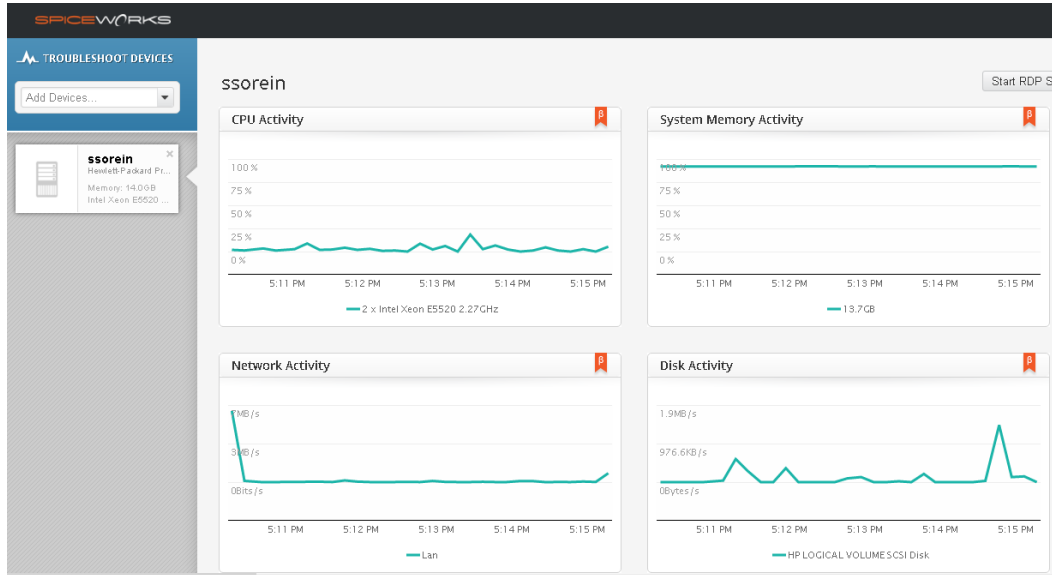 SPICEWORKS
TROUBLESHOOT DEVICES
Add Devices...
ssorein
Hewlett-Packard Pr...
Memory: 14.0GB
Intel Xeon E5520 ...
ssorein
Start RDP S
CPU Activity
β
100 %
75 %
50 %
25 %
0 %
5:11 PM 5:12 PM 5:13 PM 5:14 PM 5:15 PM
2 x Intel Xeon E5520 2.27GHz
System Memory Activity
β
100 %
75 %
50 %
25 %
0 %
5:11 PM 5:12 PM 5:13 PM 5:14 PM 5:15 PM
13.7GB
Network Activity
β
MB/s
3MB/s
0Bits/s
5:11 PM 5:12 PM 5:13 PM 5:14 PM 5:15 PM
Lan
Disk Activity
β
1.9MB/s
976.6KB/s
0Bytes/s
5:11 PM 5:12 PM 5:13 PM 5:14 PM 5:15 PM
HP LOGICAL VOLUME SCSI Disk